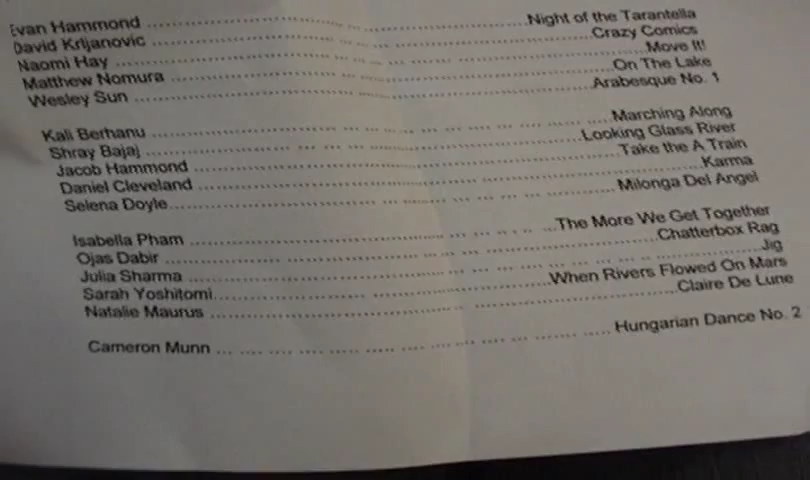 Evan Hammond ........ Night of the Tarantella
David Krijanovic ........ Crazy Comics
Naomi Hay ........ Move It!
Matthew Nomura ........ On The Lake
Wesley Sun ........ Arabesque No. 1
Kali Berhanu ........ Marching Along
Shray Bajaj ........ Looking Glass River
Jacob Hammond ........ Take the A Train
Daniel Cleveland ........ Karma
Selena Doyle ........ Milonga Del Angel
Isabella Pham ........ The More We Get Together
Ojas Dabir ........ Chatterbox Rag
Julia Sharma ........ Jig
Sarah Yoshitomi ........ When Rivers Flowed On Mars
Natalie Maurus ........ Claire De Lune
Cameron Munn ........ Hungarian Dance No. 2